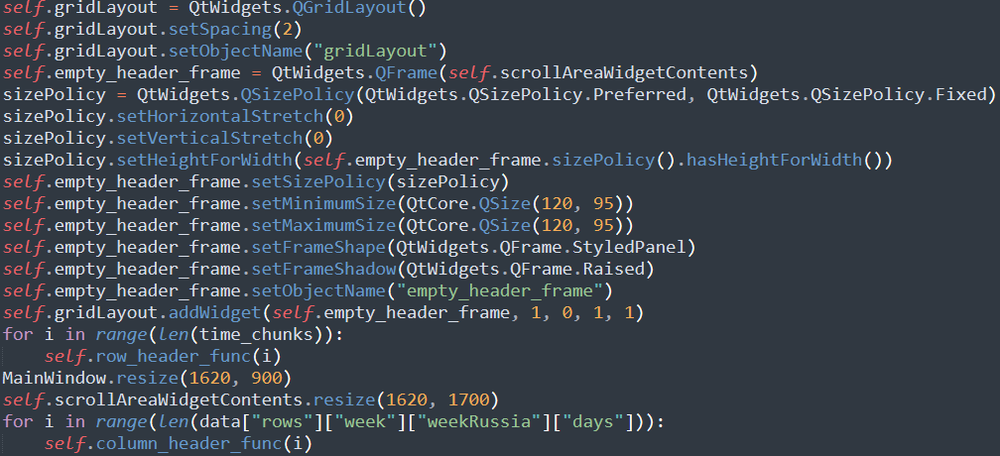 self.gridLayout = QtWidgets.QGridLayout()
self.gridLayout.setSpacing(2)
self.gridLayout.setObjectName("gridLayout")
self.empty_header_frame = QtWidgets.QFrame(self.scrollAreaWidgetContents)
sizePolicy = QtWidgets.QSizePolicy(QtWidgets.QSizePolicy.Preferred, QtWidgets.QSizePolicy.Fixed)
sizePolicy.setHorizontalStretch(0)
sizePolicy.setVerticalStretch(0)
sizePolicy.setHeightForWidth(self.empty_header_frame.sizePolicy().hasHeightForWidth())
self.empty_header_frame.setSizePolicy(sizePolicy)
self.empty_header_frame.setMinimumSize(QtCore.QSize(120, 95))
self.empty_header_frame.setMaximumSize(QtCore.QSize(120, 95))
self.empty_header_frame.setFrameShape(QtWidgets.QFrame.StyledPanel)
self.empty_header_frame.setFrameShadow(QtWidgets.QFrame.Raised)
self.empty_header_frame.setObjectName("empty_header_frame")
self.gridLayout.addWidget(self.empty_header_frame, 1, 0, 1, 1)
for i in range(len(time_chunks)):
    self.row_header_func(i)
MainWindow.resize(1620, 900)
self.scrollAreaWidgetContents.resize(1620, 1700)
for i in range(len(data["rows"]["week"]["weekRussia"]["days"])):
    self.column_header_func(i)